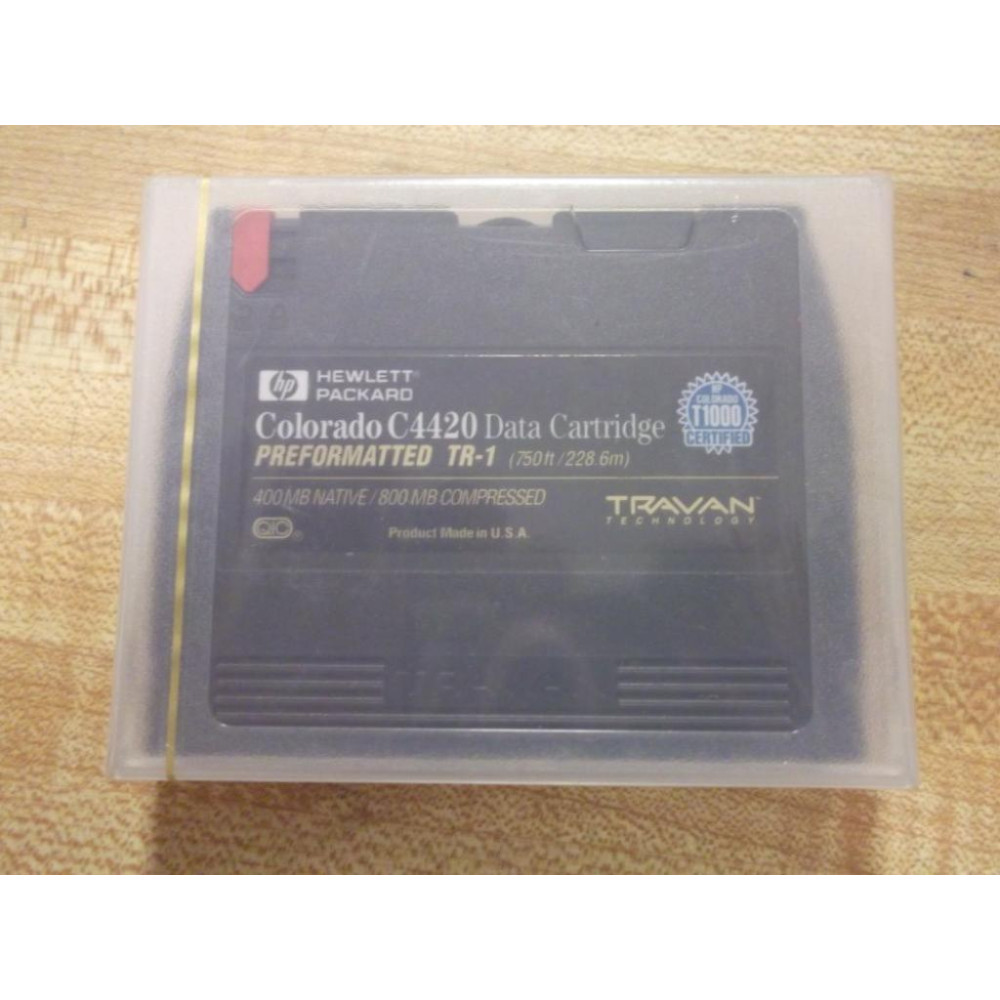 hp HEWLETT®
PACKARD
Colorado C4420 Data Cartridge
PREFORMATTED TR-1 (750 ft / 228.6m)
400 MB NATIVE / 800 MB COMPRESSED
QIC®
Product Made in U.S.A.
HP
COLORADO
T1000
CERTIFIED
TRAVAN™
TECHNOLOGY